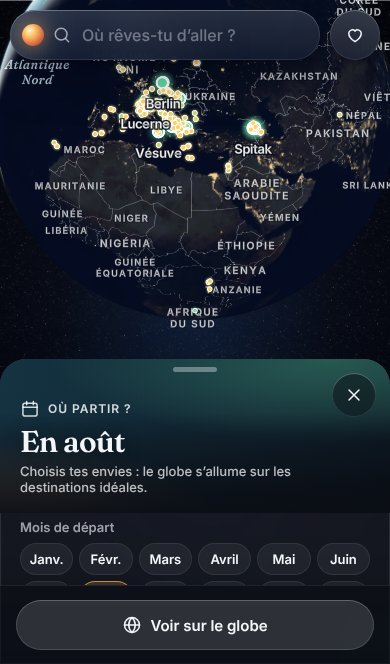 CORÉE
DU SUD
Où rêves-tu d’aller ?
Atlantique
Nord
UNI
KAZAKHSTAN
UKRAINE
Berlin
VIÊT
Lucerne
NÉPAL
PAKISTAN
MAROC
Vésuve
Spitak
MAURITANIE
LIBYE
ARABIE
SAOUDITE
SRI LANK
GUINÉE
NIGER
YÉMEN
LIBÉRIA
NIGÉRIA
ÉTHIOPIE
GUINÉE
ÉQUATORIALE
KENYA
TANZANIE
AFRIQUE
DU SUD
OÙ PARTIR ?
En août
Choisis tes envies : le globe s’allume sur les
destinations idéales.
Mois de départ
Janv. Févr. Mars Avril Mai Juin
Voir sur le globe